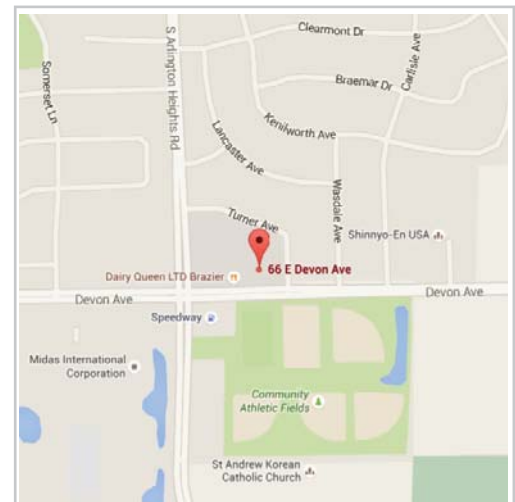 Clearmont Dr
S Arlington Heights Rd
Carlisle Ave
Braemar Dr
Somerset Ln
Kenilworth Ave
Lancaster Ave
Wasdale Ave
Turner Ave
Shinnyo-En USA
66 E Devon Ave
Dairy Queen LTD Brazier
Devon Ave
Devon Ave
Speedway
Midas International
Corporation
Community
Athletic Fields
St Andrew Korean
Catholic Church